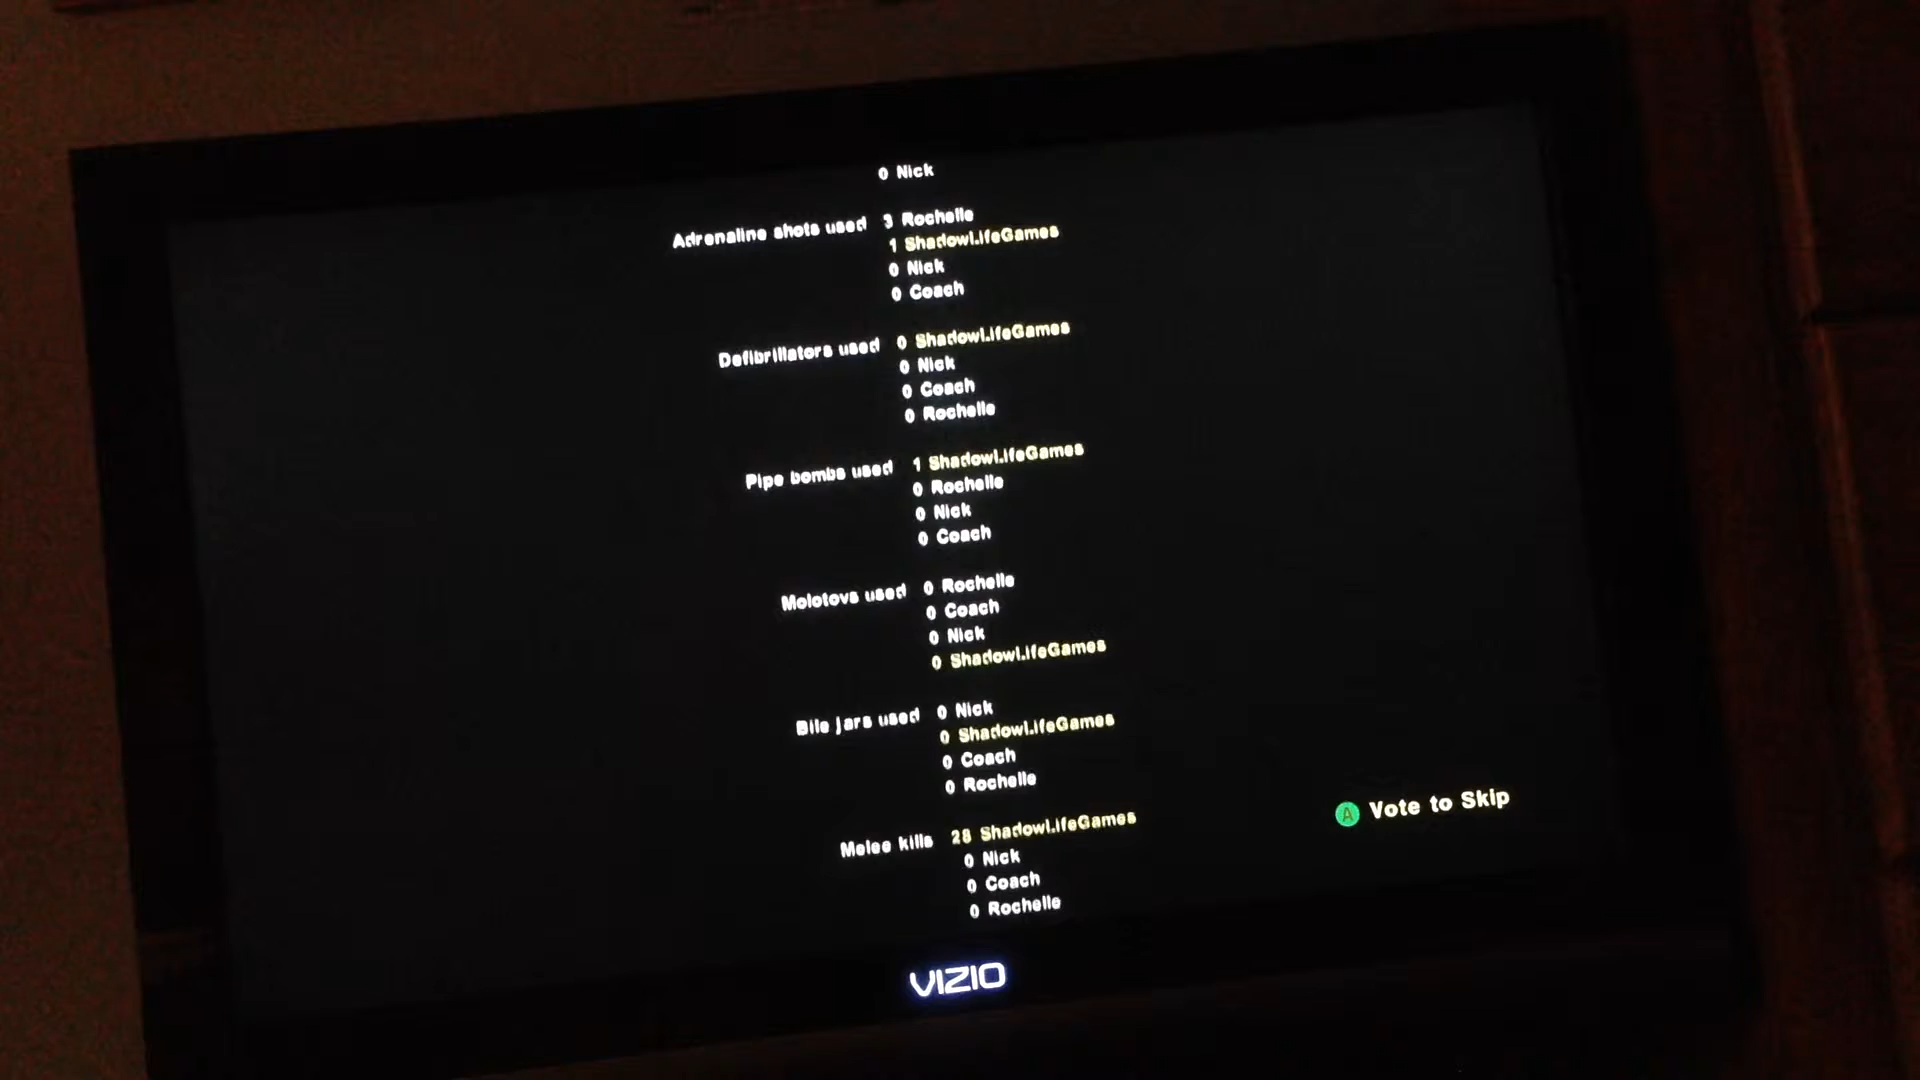 0 Nick
Adrenaline shots used 3 Rochelle
1 ShadowLifeGames
0 Nick
0 Coach
Defibrillators used 0 ShadowLifeGames
0 Nick
0 Coach
0 Rochelle
Pipe bombs used 1 ShadowLifeGames
0 Rochelle
0 Nick
0 Coach
Molotovs used 0 Rochelle
0 Coach
0 Nick
0 ShadowLifeGames
Bile jars used 0 Nick
0 ShadowLifeGames
0 Coach
0 Rochelle
Melee kills 28 ShadowLifeGames
0 Nick
0 Coach
0 Rochelle
A Vote to Skip
VIZIO